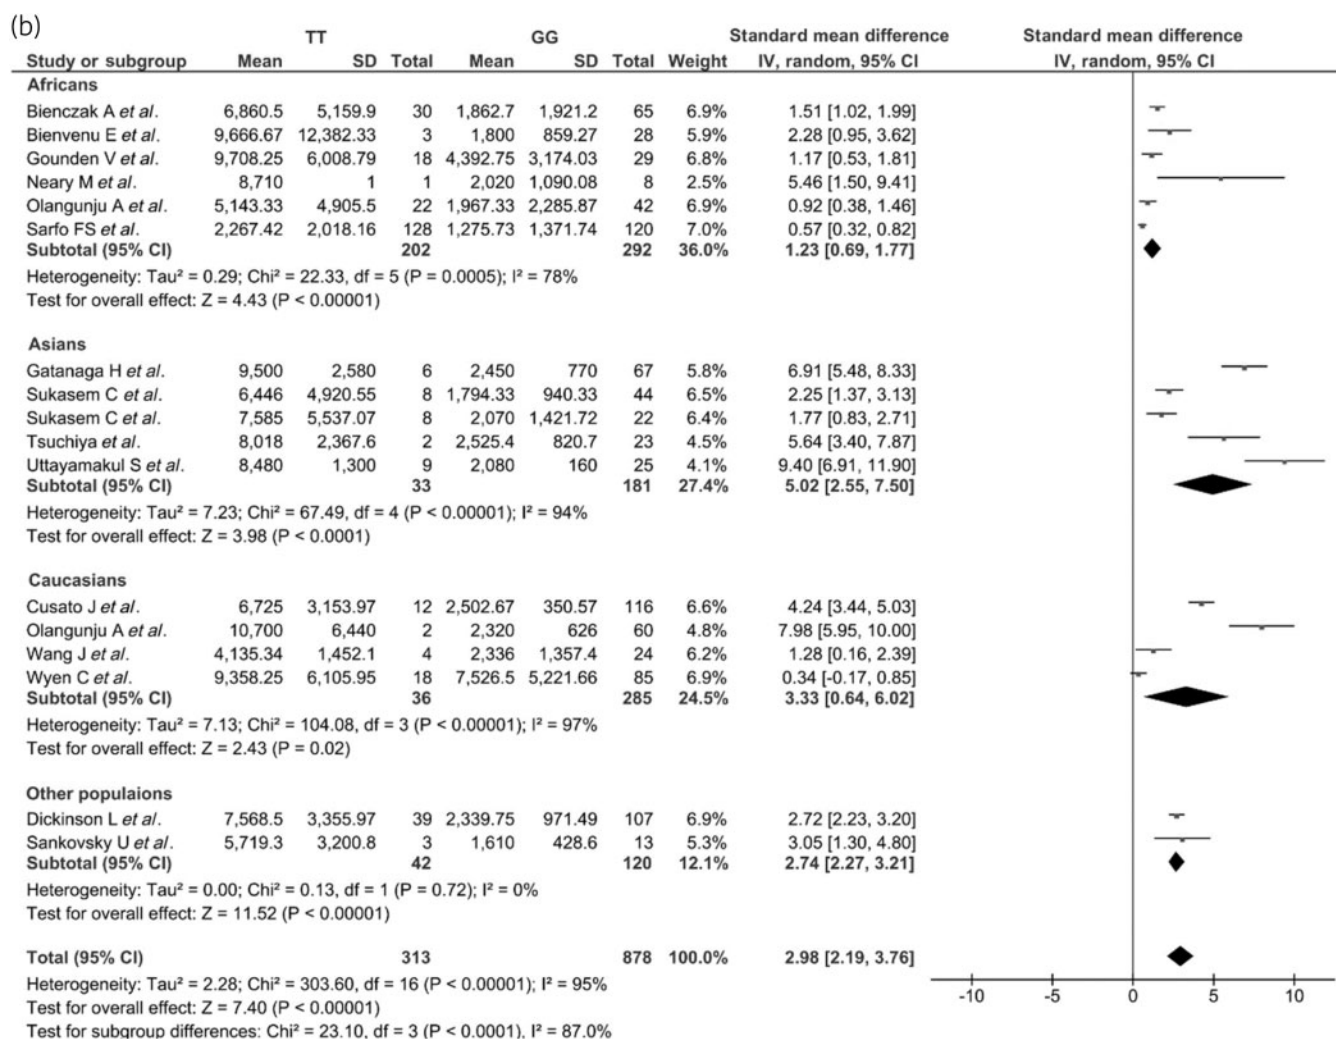 (b)
TT GG Standard mean difference Standard mean difference
Study or subgroup Mean SD Total Mean SD Total Weight IV, random, 95% CI IV, random, 95% CI
Africans
Bienczak A et al. 6,860.5 5,159.9 30 1,862.7 1,921.2 65 6.9% 1.51 [1.02, 1.99]
Bienvenu E et al. 9,666.67 12,382.33 3 1,800 859.27 28 5.9% 2.28 [0.95, 3.62]
Gounden V et al. 9,708.25 6,008.79 18 4,392.75 3,174.03 29 6.8% 1.17 [0.53, 1.81]
Neary M et al. 8,710 1 1 2,020 1,090.08 8 2.5% 5.46 [1.50, 9.41]
Olangunju A et al. 5,143.33 4,905.5 22 1,967.33 2,285.87 42 6.9% 0.92 [0.38, 1.46]
Sarfo FS et al. 2,267.42 2,018.16 128 1,275.73 1,371.74 120 7.0% 0.57 [0.32, 0.82]
Subtotal (95% CI) 202 292 36.0% 1.23 [0.69, 1.77]
Heterogeneity: Tau² = 0.29; Chi² = 22.33, df = 5 (P = 0.0005); I² = 78%
Test for overall effect: Z = 4.43 (P < 0.00001)
Asians
Gatanaga H et al. 9,500 2,580 6 2,450 770 67 5.8% 6.91 [5.48, 8.33]
Sukasem C et al. 6,446 4,920.55 8 1,794.33 940.33 44 6.5% 2.25 [1.37, 3.13]
Sukasem C et al. 7,585 5,537.07 8 2,070 1,421.72 22 6.4% 1.77 [0.83, 2.71]
Tsuchiya et al. 8,018 2,367.6 2 2,525.4 820.7 23 4.5% 5.64 [3.40, 7.87]
Uttayamakul S et al. 8,480 1,300 9 2,080 160 25 4.1% 9.40 [6.91, 11.90]
Subtotal (95% CI) 33 181 27.4% 5.02 [2.55, 7.50]
Heterogeneity: Tau² = 7.23; Chi² = 67.49, df = 4 (P < 0.00001); I² = 94%
Test for overall effect: Z = 3.98 (P < 0.0001)
Caucasians
Cusato J et al. 6,725 3,153.97 12 2,502.67 350.57 116 6.6% 4.24 [3.44, 5.03]
Olangunju A et al. 10,700 6,440 2 2,320 626 60 4.8% 7.98 [5.95, 10.00]
Wang J et al. 4,135.34 1,452.1 4 2,336 1,357.4 24 6.2% 1.28 [0.16, 2.39]
Wyen C et al. 9,358.25 6,105.95 18 7,526.5 5,221.66 85 6.9% 0.34 [-0.17, 0.85]
Subtotal (95% CI) 36 285 24.5% 3.33 [0.64, 6.02]
Heterogeneity: Tau² = 7.13; Chi² = 104.08, df = 3 (P < 0.00001); I² = 97%
Test for overall effect: Z = 2.43 (P = 0.02)
Other populaions
Dickinson L et al. 7,568.5 3,355.97 39 2,339.75 971.49 107 6.9% 2.72 [2.23, 3.20]
Sankovsky U et al. 5,719.3 3,200.8 3 1,610 428.6 13 5.3% 3.05 [1.30, 4.80]
Subtotal (95% CI) 42 120 12.1% 2.74 [2.27, 3.21]
Heterogeneity: Tau² = 0.00; Chi² = 0.13, df = 1 (P = 0.72); I² = 0%
Test for overall effect: Z = 11.52 (P < 0.00001)
Total (95% CI) 313 878 100.0% 2.98 [2.19, 3.76]
Heterogeneity: Tau² = 2.28; Chi² = 303.60, df = 16 (P < 0.00001); I² = 95%
-10 -5 0 5 10
Test for overall effect: Z = 7.40 (P < 0.00001)
Test for subgroup differences: Chi² = 23.10, df = 3 (P < 0.0001), I² = 87.0%